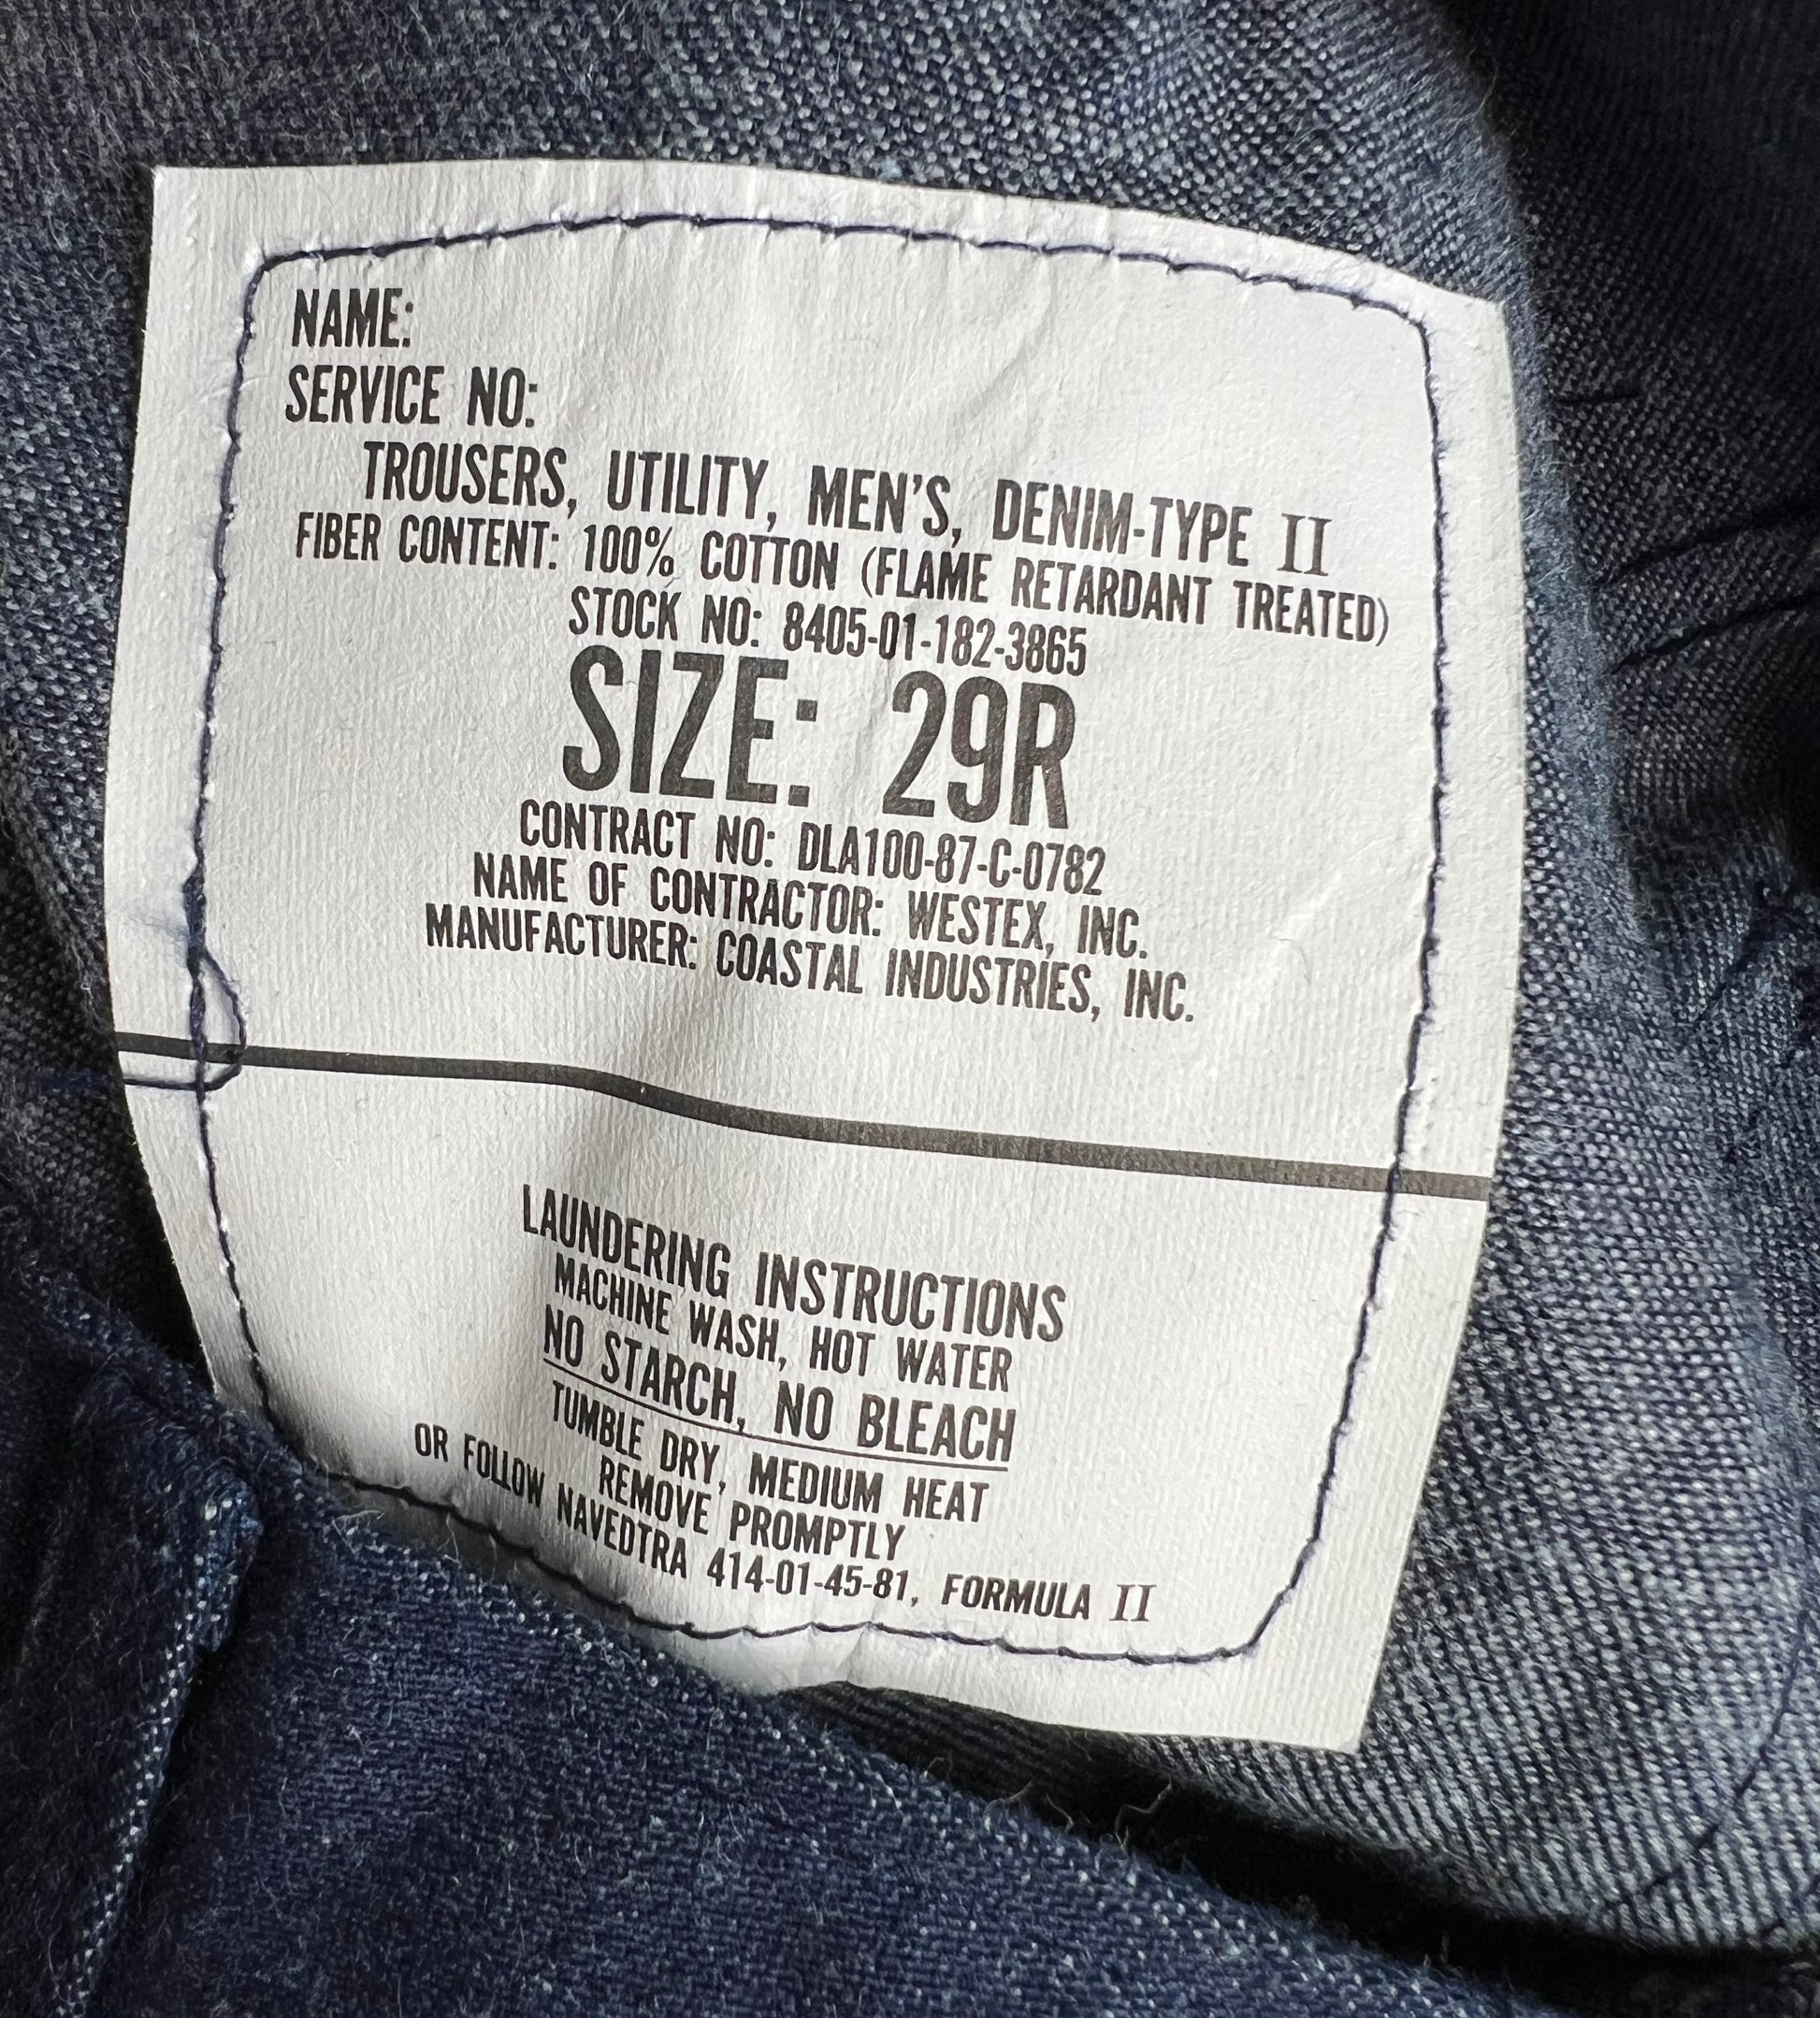 NAME:
SERVICE NO:
TROUSERS, UTILITY, MEN'S, DENIM-TYPE II
FIBER CONTENT: 100% COTTON (FLAME RETARDANT TREATED)
STOCK NO: 8405-01-182-3865
SIZE: 29R
CONTRACT NO: DLA100-87-C-0782
NAME OF CONTRACTOR: WESTEX, INC.
MANUFACTURER: COASTAL INDUSTRIES, INC.
LAUNDERING INSTRUCTIONS
MACHINE WASH, HOT WATER
NO STARCH, NO BLEACH
TUMBLE DRY, MEDIUM HEAT
REMOVE PROMPTLY
OR FOLLOW NAVEDTRA 414-01-45-81, FORMULA II